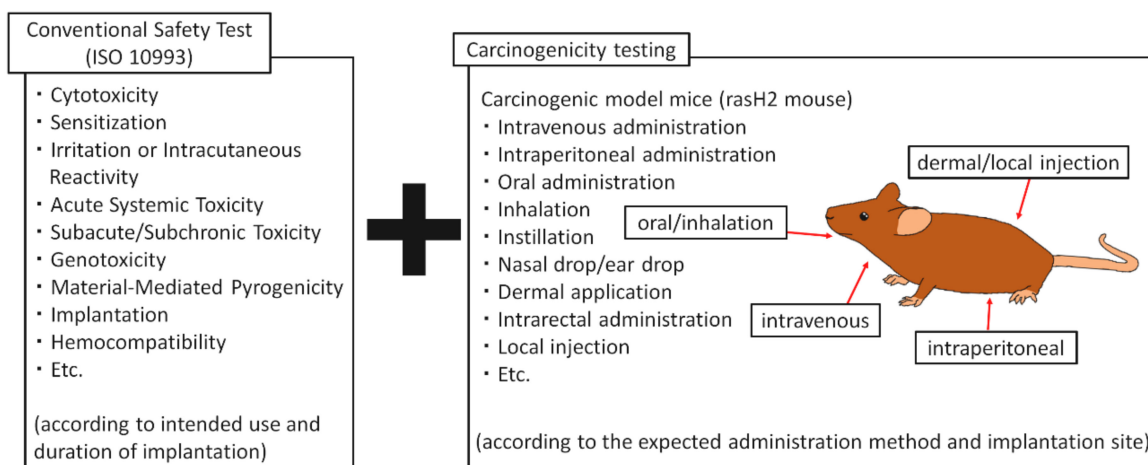 Conventional Safety Test
(ISO 10993)
・Cytotoxicity
・Sensitization
・Irritation or Intracutaneous
Reactivity
・Acute Systemic Toxicity
・Subacute/Subchronic Toxicity
・Genotoxicity
・Material-Mediated Pyrogenicity
・Implantation
・Hemocompatibility
・Etc.
(according to intended use and
duration of implantation)
Carcinogenicity testing
Carcinogenic model mice (rasH2 mouse)
・Intravenous administration
・Intraperitoneal administration
・Oral administration
・Inhalation
・Instillation
・Nasal drop/ear drop
・Dermal application
・Intrarectal administration
・Local injection
・Etc.
dermal/local injection
oral/inhalation
intravenous
intraperitoneal
(according to the expected administration method and implantation site)